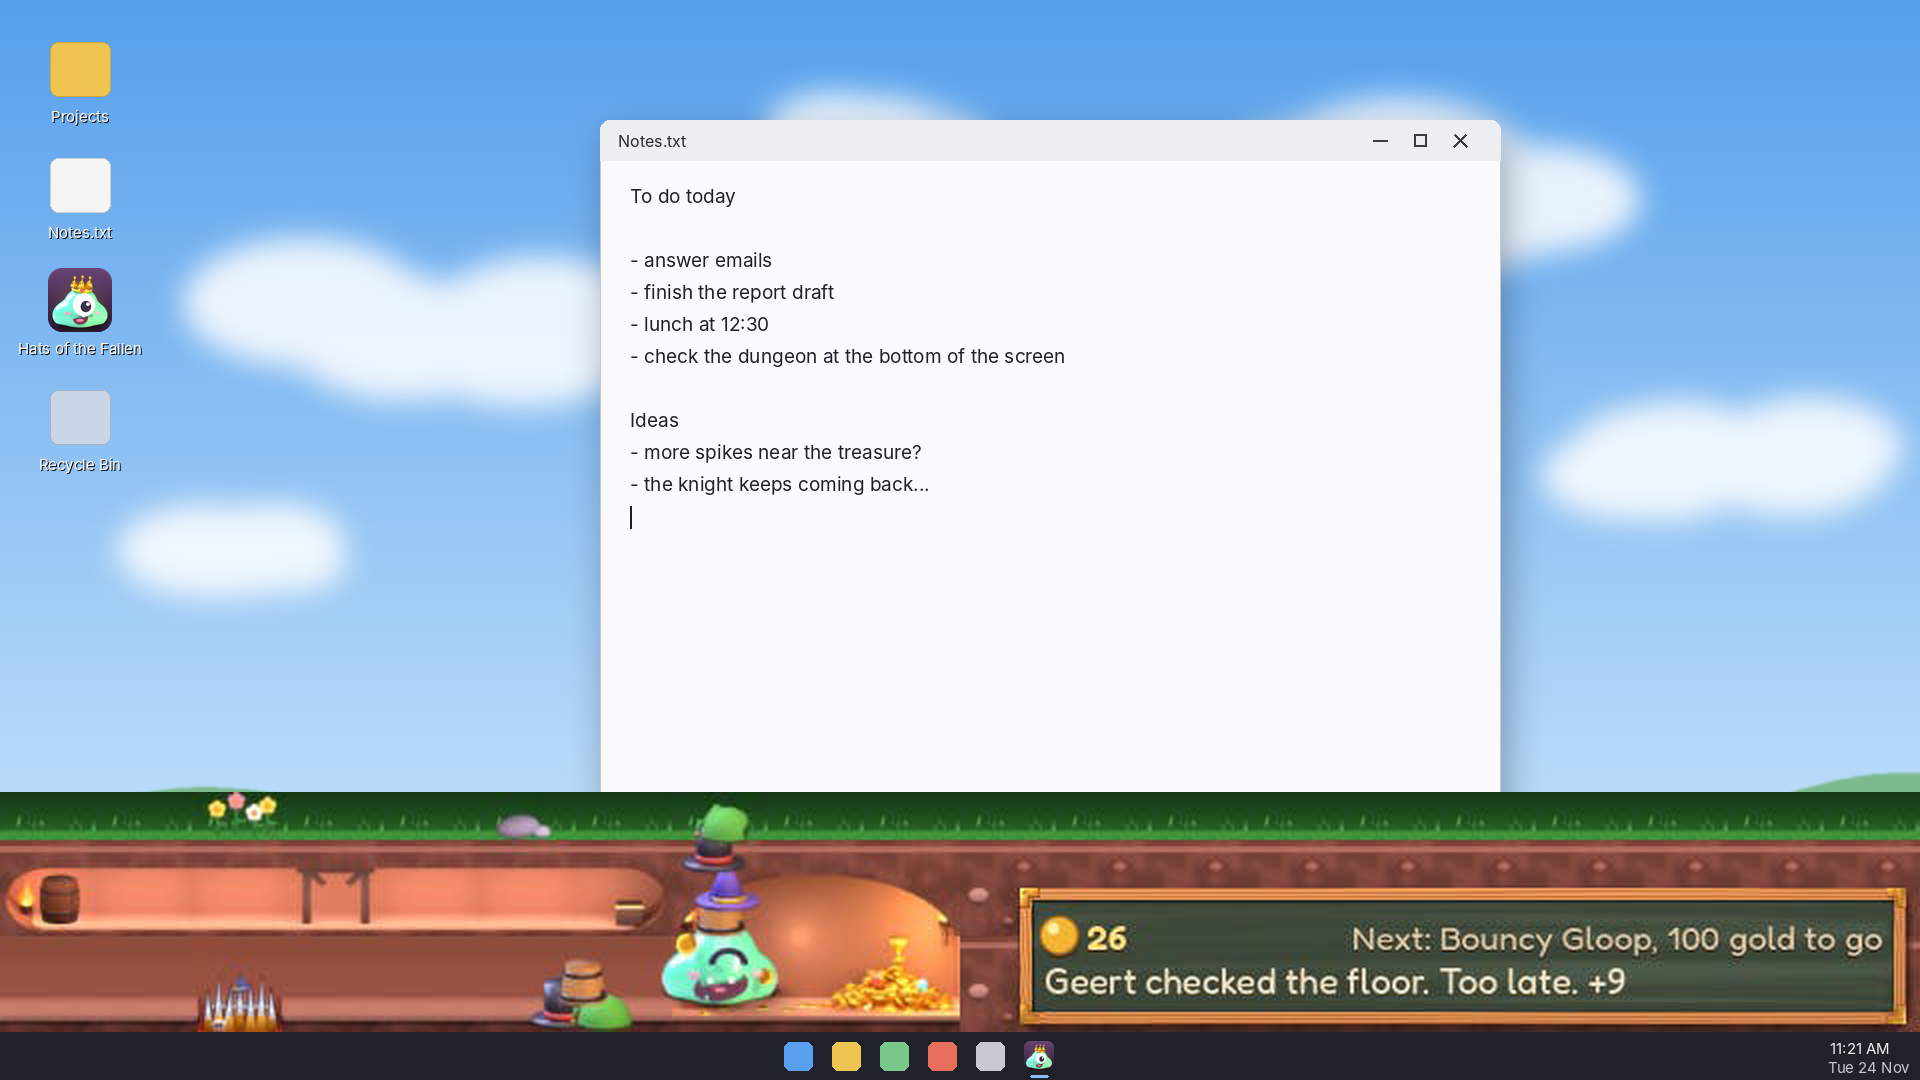 Projects
Notes.txt
Hats of the Fallen
Recycle Bin
Notes.txt
To do today
- answer emails
- finish the report draft
- lunch at 12:30
- check the dungeon at the bottom of the screen
Ideas
- more spikes near the treasure?
- the knight keeps coming back...
26
Next: Bouncy Gloop, 100 gold to go
Geert checked the floor. Too late. +9
11:21 AM
Tue 24 Nov